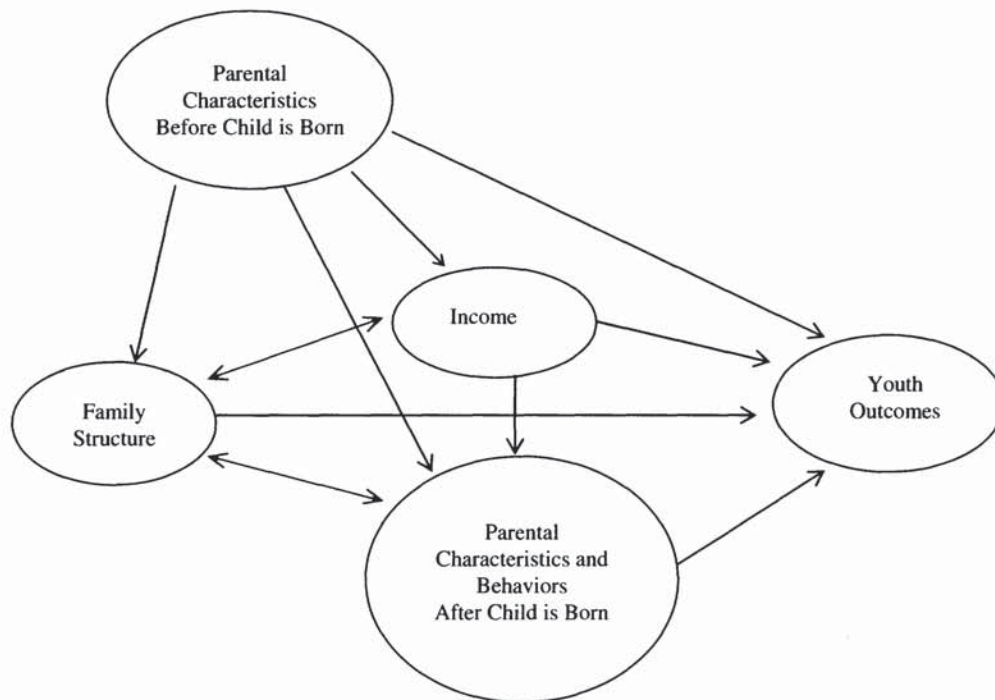 Parental
Characteristics
Before Child is Born
Income
Family
Structure
Youth
Outcomes
Parental
Characteristics and
Behaviors
After Child is Born